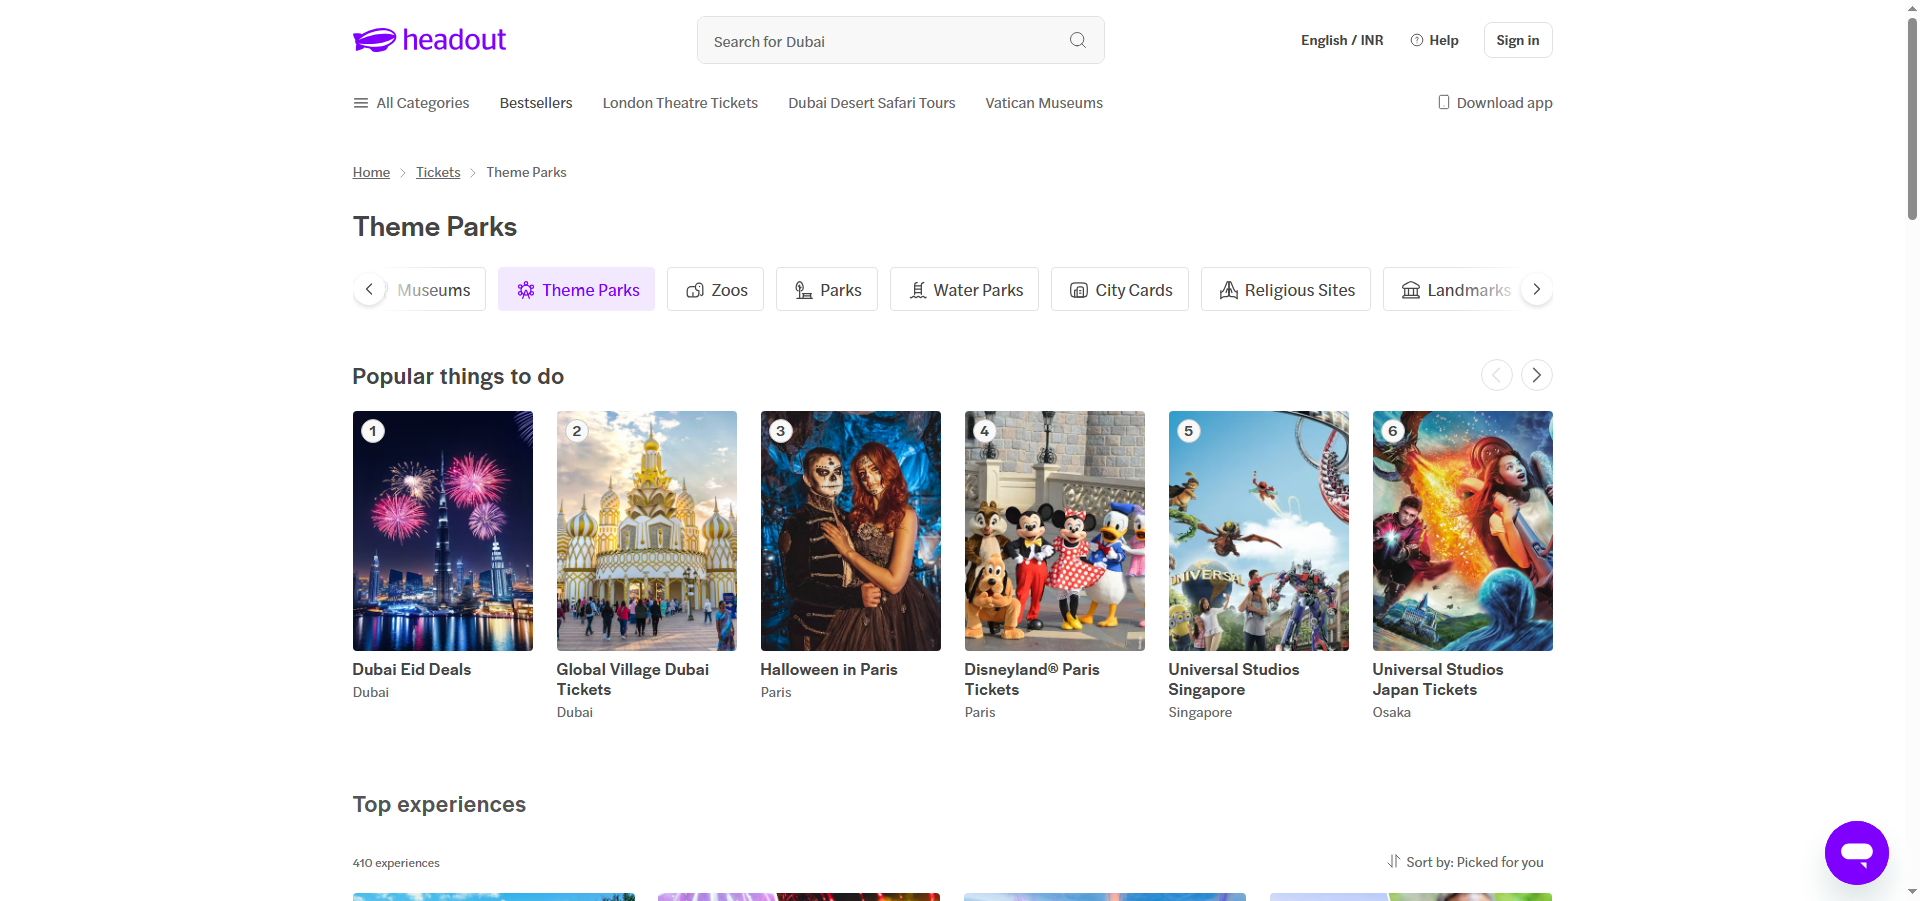 headout
Search for Dubai
English / INR
Help
Sign in
All Categories
Bestsellers
London Theatre Tickets
Dubai Desert Safari Tours
Vatican Museums
Download app
Home
Tickets
Theme Parks
Theme Parks
Museums
Theme Parks
Zoos
Parks
Water Parks
City Cards
Religious Sites
Landmarks
Popular things to do
1
2
3
4
5
6
UNIVERSAL
Dubai Eid Deals
Dubai
Global Village Dubai
Tickets
Dubai
Halloween in Paris
Paris
Disneyland® Paris
Tickets
Paris
Universal Studios
Singapore
Singapore
Universal Studios
Japan Tickets
Osaka
Top experiences
410 experiences
Sort by: Picked for you